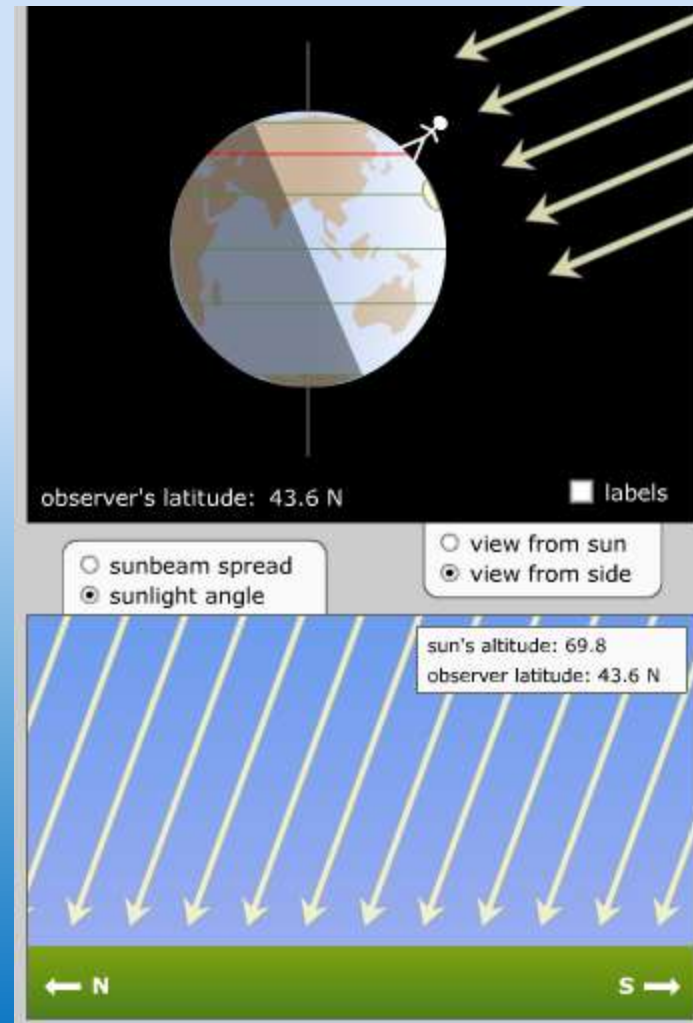 observer's latitude: 43.6 N
labels
sunbeam spread
sunlight angle
view from sun
view from side
sun's altitude: 69.8
observer latitude: 43.6 N
N
S